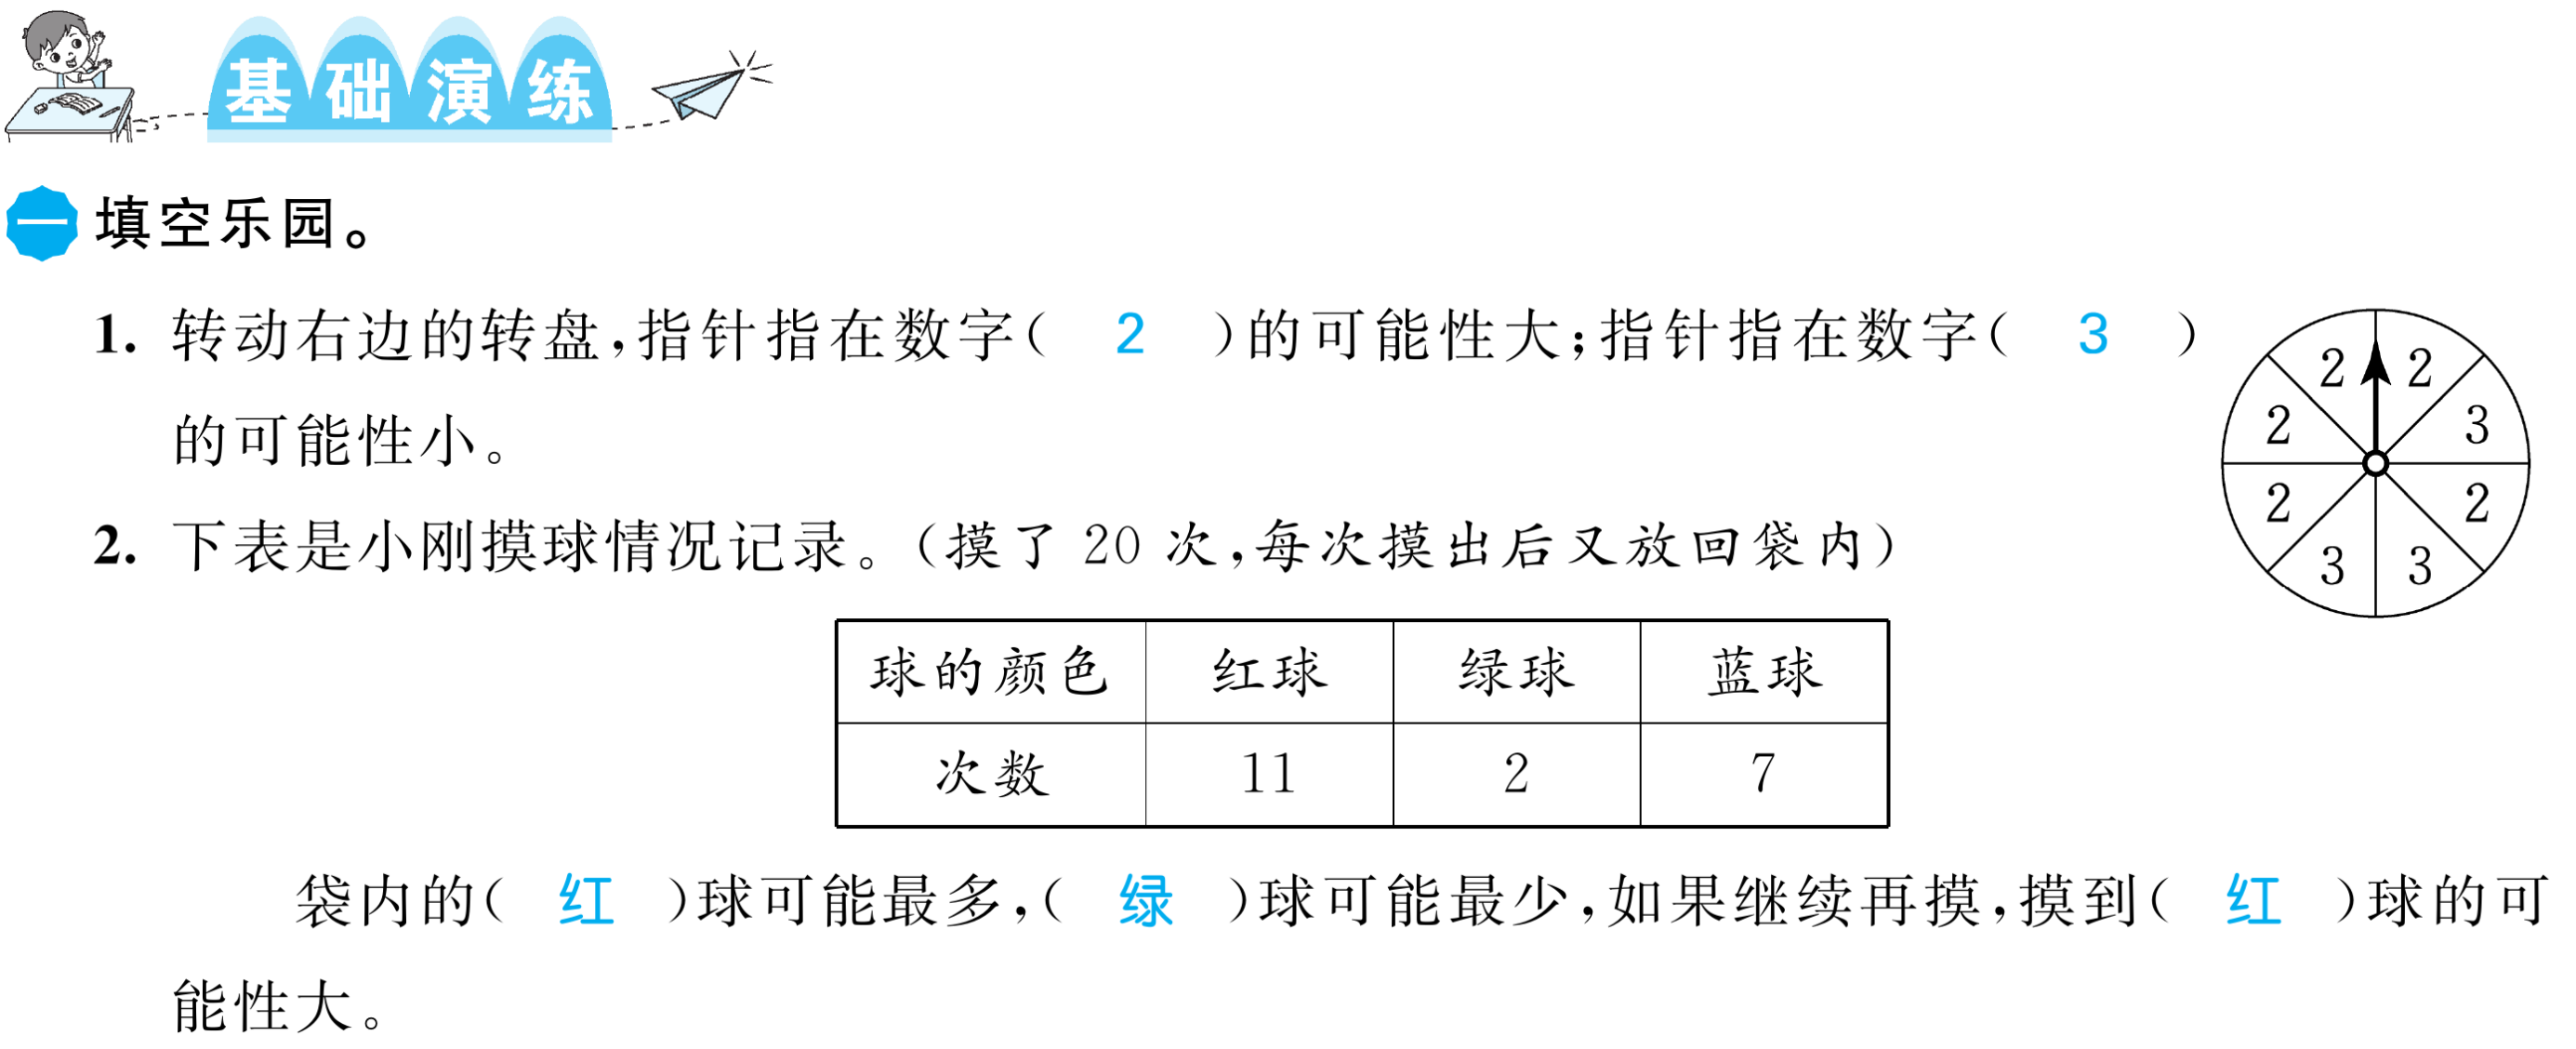 基础演练
一 填空乐园。
1. 转动右边的转盘,指针指在数字( 2 )的可能性大;指针指在数字( 3 )
的可能性小。
2 2
2 3
2 2
3 3
2. 下表是小刚摸球情况记录。(摸了 20 次,每次摸出后又放回袋内)
球的颜色 红球 绿球 蓝球
次数 11 2 7
袋内的( 红 )球可能最多,( 绿 )球可能最少,如果继续再摸,摸到( 红 )球的可
能性大。